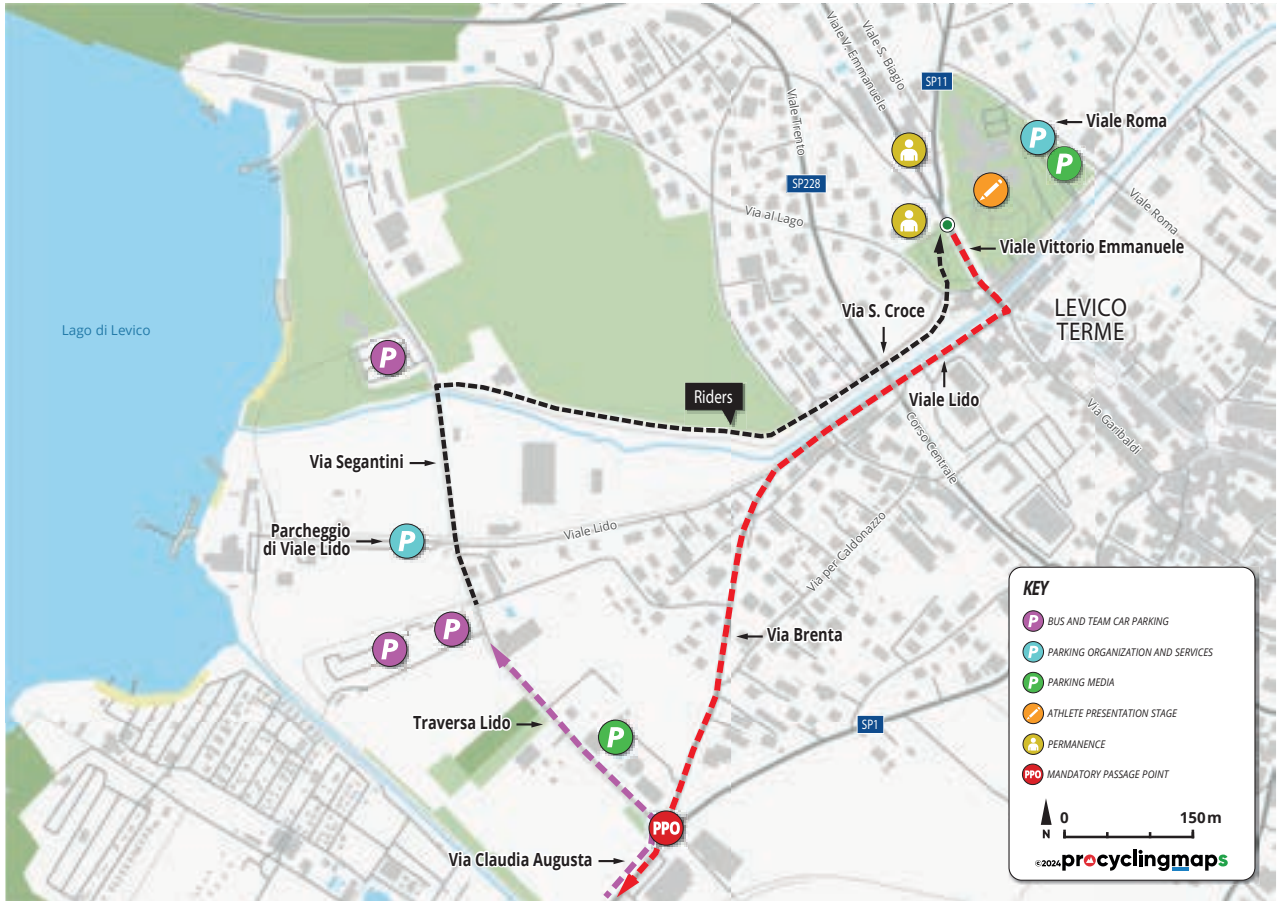 Viale V. Emmanuele
Viale S. Biagio
SP11
Viale Roma
P
P
Viale Trento
SP228
Via al Lago
Viale Roma
Viale Vittorio Emmanuele
Lago di Levico
Via S. Croce
LEVICO
TERME
P
Riders
Viale Lido
Via Garibaldi
Corso Centrale
Via Segantini
Parcheggio
di Viale Lido
P
Viale Lido
Via per Caldonazzo
P
P
Via Brenta
Traversa Lido
P
SP1
PPO
Via Claudia Augusta
KEY
P BUS AND TEAM CAR PARKING
P PARKING ORGANIZATION AND SERVICES
P PARKING MEDIA
ATHLETE PRESENTATION STAGE
PERMANENCE
PPO MANDATORY PASSAGE POINT
N
0 150m
©2024 procyclingmaps